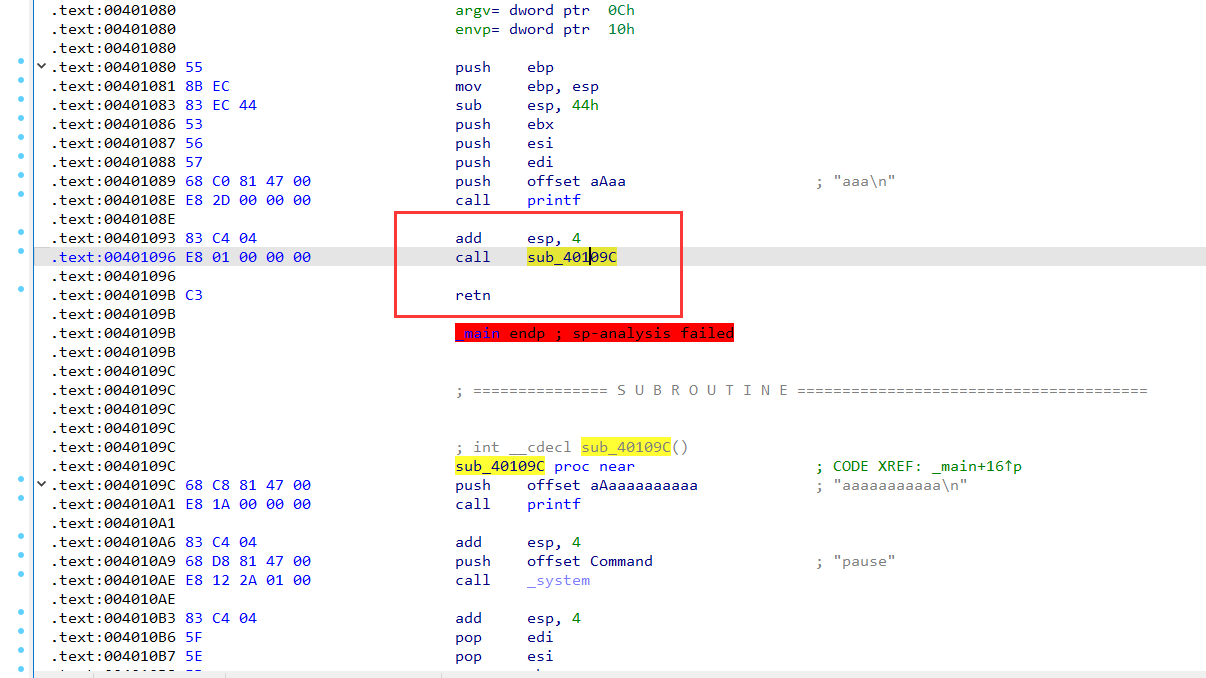 .text:00401080 argv= dword ptr  0Ch
.text:00401080 envp= dword ptr  10h
.text:00401080
.text:00401080 55 push ebp
.text:00401081 8B EC mov ebp, esp
.text:00401083 83 EC 44 sub esp, 44h
.text:00401086 53 push ebx
.text:00401087 56 push esi
.text:00401088 57 push edi
.text:00401089 68 C0 81 47 00 push offset aAaa ; "aaa\n"
.text:0040108E E8 2D 00 00 00 call printf
.text:0040108E
.text:00401093 83 C4 04 add esp, 4
.text:00401096 E8 01 00 00 00 call sub_40109C
.text:00401096
.text:0040109B C3 retn
.text:0040109B
.text:0040109B _main endp ; sp-analysis failed
.text:0040109B
.text:0040109C
.text:0040109C ; =============== S U B R O U T I N E =======================================
.text:0040109C
.text:0040109C
.text:0040109C ; int __cdecl sub_40109C()
.text:0040109C sub_40109C proc near ; CODE XREF: _main+16↑p
.text:0040109C 68 C8 81 47 00 push offset aAaaaaaaaaaa ; "aaaaaaaaaaa\n"
.text:004010A1 E8 1A 00 00 00 call printf
.text:004010A1
.text:004010A6 83 C4 04 add esp, 4
.text:004010A9 68 D8 81 47 00 push offset Command ; "pause"
.text:004010AE E8 12 2A 01 00 call _system
.text:004010AE
.text:004010B3 83 C4 04 add esp, 4
.text:004010B6 5F pop edi
.text:004010B7 5E pop esi